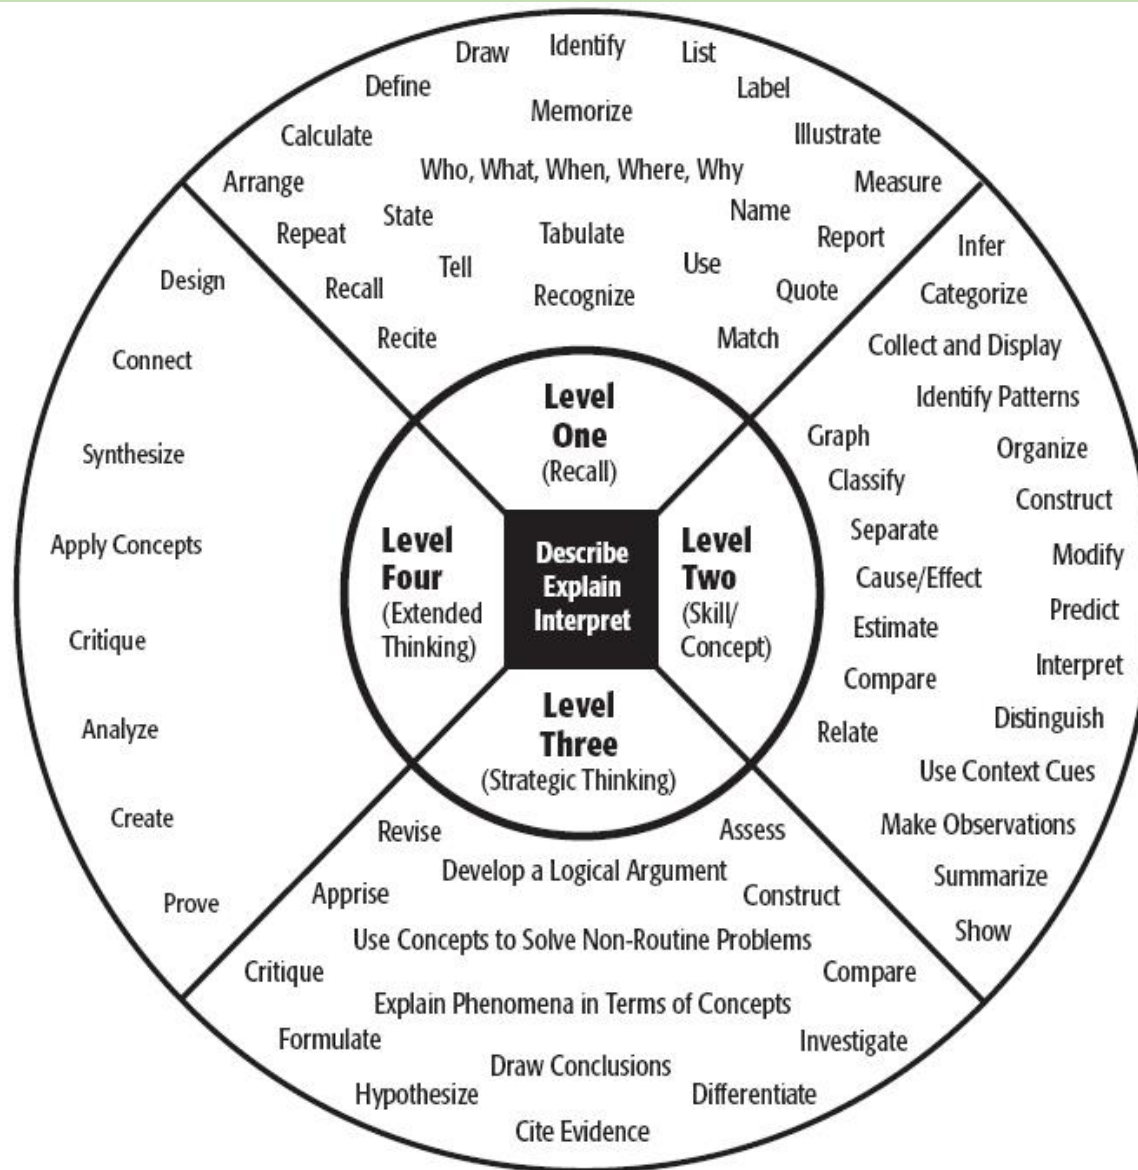 Draw
Identify
List
Define
Label
Memorize
Calculate
Illustrate
Who, What, When, Where, Why
Arrange
Measure
State
Name
Repeat
Tabulate
Report
Tell
Use
Recall
Recognize
Quote
Recite
Match
Level
One
(Recall)
Infer
Categorize
Collect and Display
Identify Patterns
Graph
Organize
Classify
Construct
Separate
Modify
Cause/Effect
Predict
Estimate
Interpret
Compare
Distinguish
Relate
Use Context Cues
Make Observations
Summarize
Show
Level
Two
(Skill/
Concept)
Describe
Explain
Interpret
Level
Three
(Strategic Thinking)
Revise
Assess
Develop a Logical Argument
Apprise
Construct
Use Concepts to Solve Non-Routine Problems
Critique
Compare
Explain Phenomena in Terms of Concepts
Formulate
Investigate
Draw Conclusions
Hypothesize
Differentiate
Cite Evidence
Level
Four
(Extended
Thinking)
Design
Connect
Synthesize
Apply Concepts
Critique
Analyze
Create
Prove